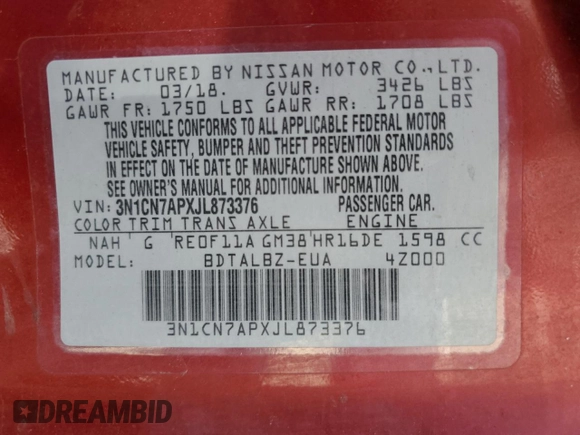 MANUFACTURED BY NISSAN MOTOR CO., LTD.
DATE: 03/18. GVWR: 3426 LBS
GAWR FR: 1750 LBS GAWR RR: 1708 LBS
THIS VEHICLE CONFORMS TO ALL APPLICABLE FEDERAL MOTOR
VEHICLE SAFETY, BUMPER AND THEFT PREVENTION STANDARDS
IN EFFECT ON THE DATE OF MANUFACTURE SHOWN ABOVE.
SEE OWNER'S MANUAL FOR ADDITIONAL INFORMATION.
VIN: 3N1CN7APXJL873376 PASSENGER CAR.
COLOR TRIM TRANS AXLE ENGINE
NAH G RE0F11A GM38 HR16DE 1598 CC
MODEL: BDTALBZ-EUA 4Z000
3N1CN7APXJL873376
DREAMBID